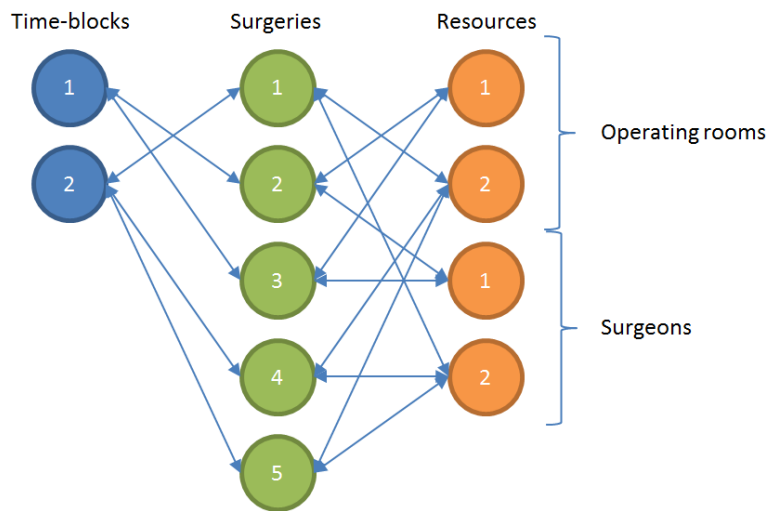 Time-blocks Surgeries Resources
1 1 1
Operating rooms
2 2 2
3 1
Surgeons
4 2
5